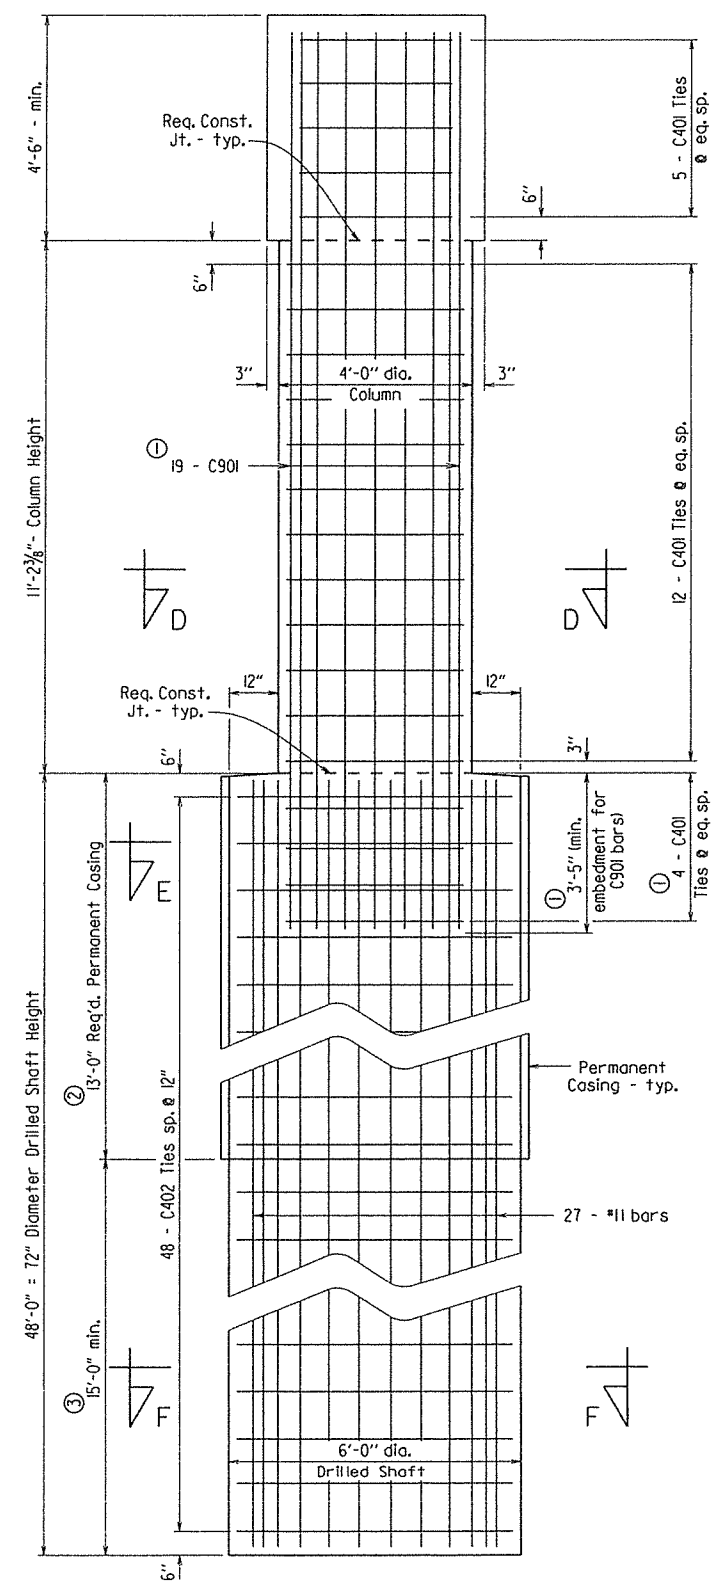 4'-6" - min.
Req. Const.
Jt. - typ.
5 - C401 Ties
@ eq. sp.
6"
6"
3"
4'-0" dia.
Column
3"
11'-2⅜" - Column Height
① 19 - C901
12 - C401 Ties @ eq. sp.
D
D
12"
12"
Req. Const.
Jt. - typ.
6"
3"
② 13'-0" Req'd. Permanent Casing
E
① 3'-5" (min.
embedment for
C901 bars)
① 4 - C401
Ties @ eq. sp.
48'-0" = 72" Diameter Drilled Shaft Height
48 - C402 Ties sp. @ 12"
Permanent
Casing - typ.
27 - #11 bars
③ 15'-0" min.
F
F
6'-0" dia.
Drilled Shaft
6"